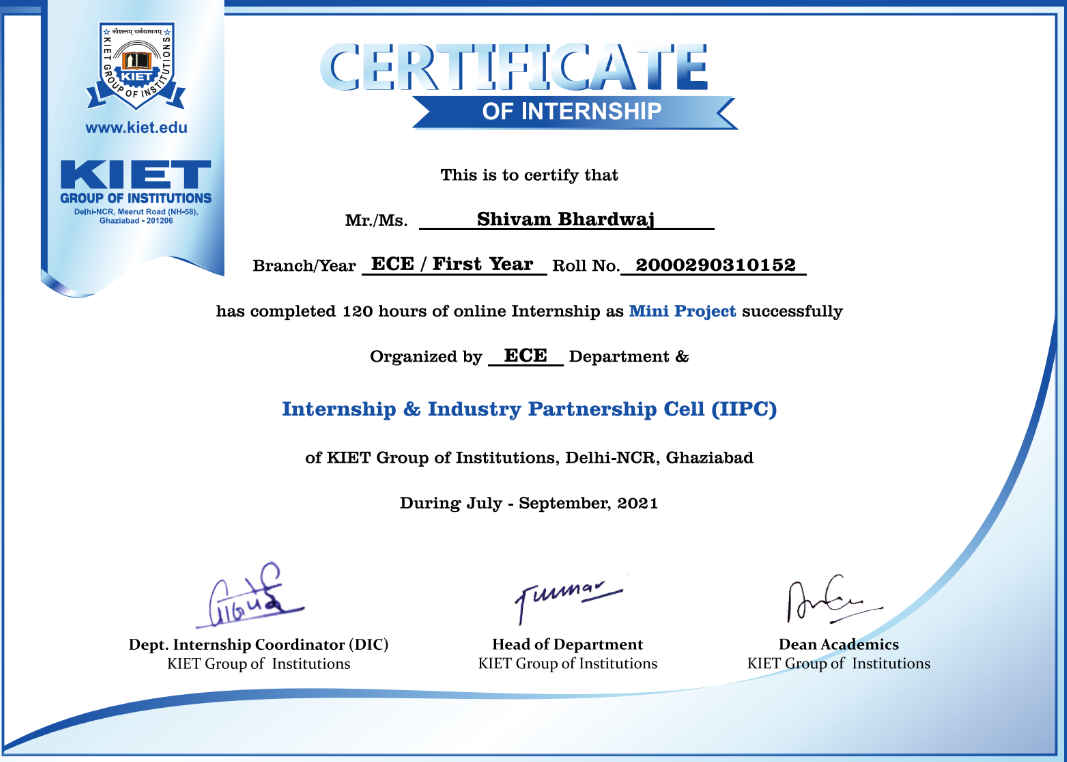 कौशलम् सर्वसाधनम्
KIET GROUP OF INSTITUTIONS
KIET
www.kiet.edu
KIET
GROUP OF INSTITUTIONS
Delhi-NCR, Meerut Road (NH-58),
Ghaziabad - 201206
CERTIFICATE
OF INTERNSHIP
This is to certify that
Mr./Ms. Shivam Bhardwaj
Branch/Year ECE / First Year Roll No. 2000290310152
has completed 120 hours of online Internship as Mini Project successfully
Organized by ECE Department &
Internship & Industry Partnership Cell (IIPC)
of KIET Group of Institutions, Delhi-NCR, Ghaziabad
During July - September, 2021
Dept. Internship Coordinator (DIC)
KIET Group of Institutions
Head of Department
KIET Group of Institutions
Dean Academics
KIET Group of Institutions